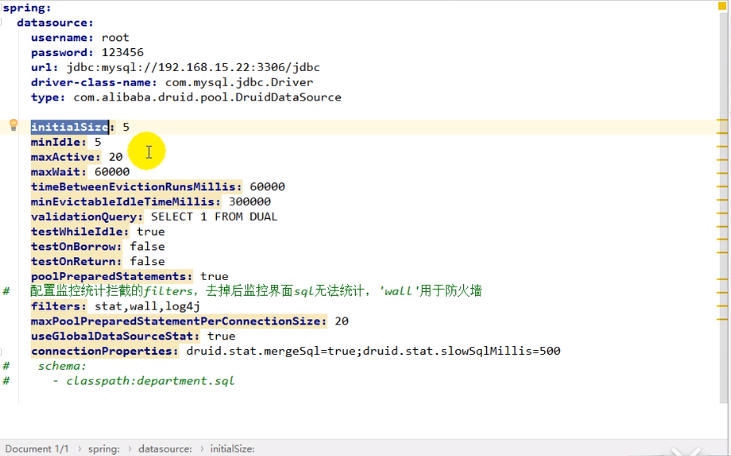 spring:
  datasource:
    username: root
    password: 123456
    url: jdbc:mysql://192.168.15.22:3306/jdbc
    driver-class-name: com.mysql.jdbc.Driver
    type: com.alibaba.druid.pool.DruidDataSource
    initialSize: 5
    minIdle: 5
    maxActive: 20
    maxWait: 60000
    timeBetweenEvictionRunsMillis: 60000
    minEvictableIdleTimeMillis: 300000
    validationQuery: SELECT 1 FROM DUAL
    testWhileIdle: true
    testOnBorrow: false
    testOnReturn: false
    poolPreparedStatements: true
#   配置监控统计拦截的filters，去掉后监控界面sql无法统计，'wall'用于防火墙
    filters: stat,wall,log4j
    maxPoolPreparedStatementPerConnectionSize: 20
    useGlobalDataSourceStat: true
    connectionProperties: druid.stat.mergeSql=true;druid.stat.slowSqlMillis=500
#    schema:
#      - classpath:department.sql
Document 1/1 › spring: › datasource: › initialSize: